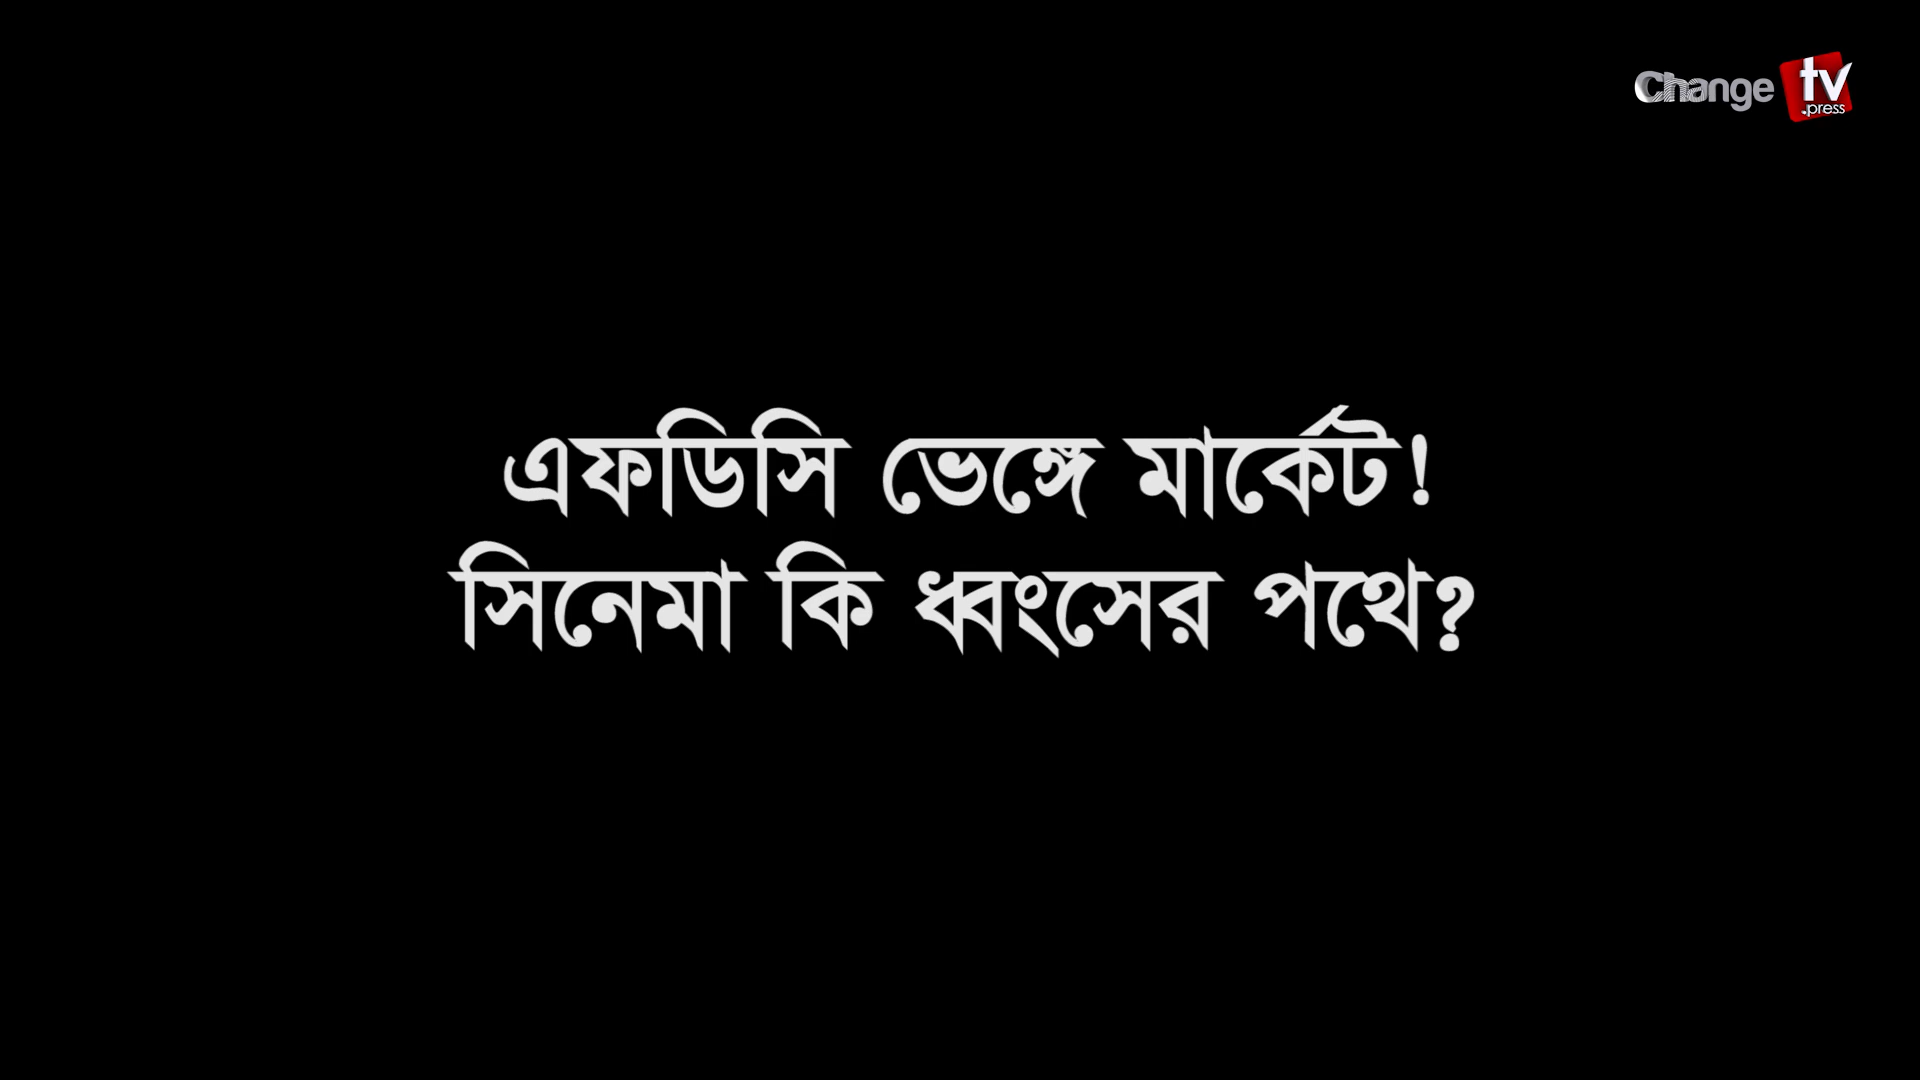 Change tv
.press
এফডিসি ভেঙ্গে মার্কেট!
সিনেমা কি ধ্বংসের পথে?